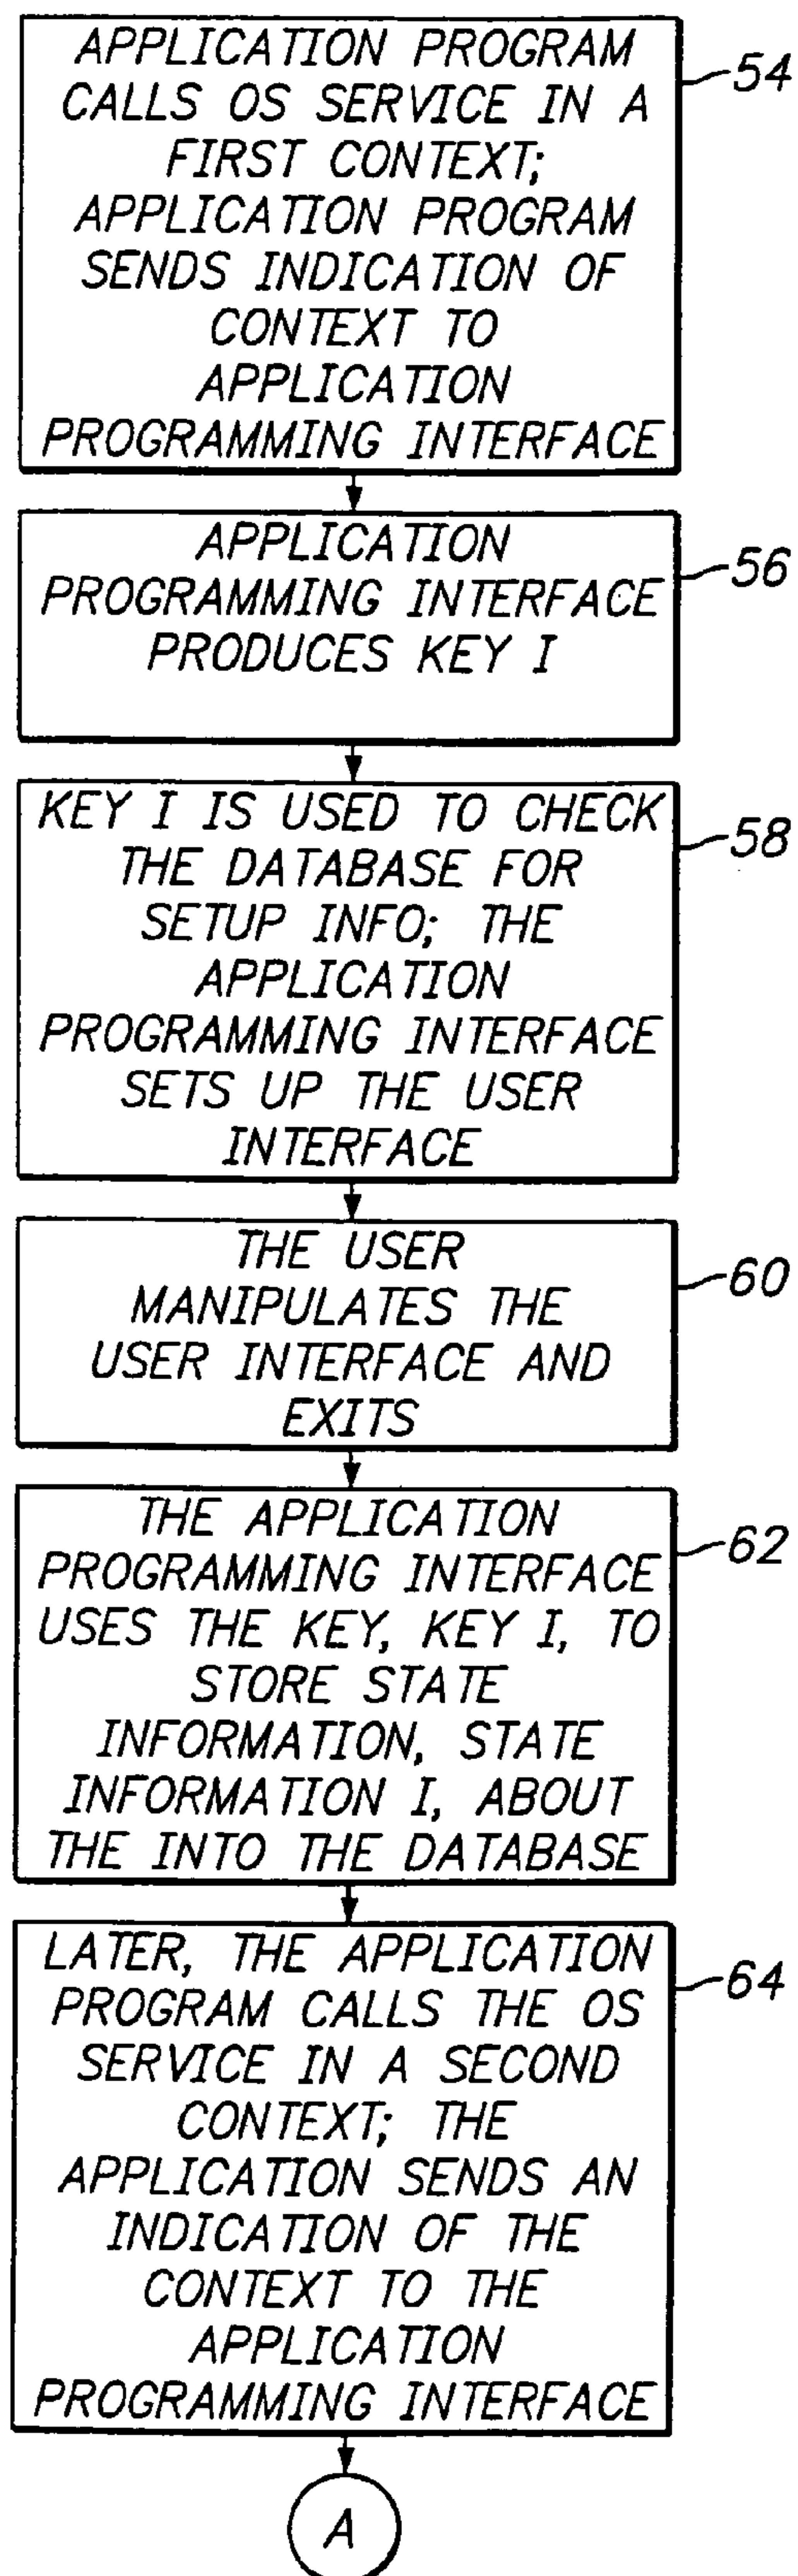 APPLICATION PROGRAM
CALLS OS SERVICE IN A
FIRST CONTEXT;
APPLICATION PROGRAM
SENDS INDICATION OF
CONTEXT TO
APPLICATION
PROGRAMMING INTERFACE
54
APPLICATION
PROGRAMMING INTERFACE
PRODUCES KEY I
56
KEY I IS USED TO CHECK
THE DATABASE FOR
SETUP INFO; THE
APPLICATION
PROGRAMMING INTERFACE
SETS UP THE USER
INTERFACE
58
THE USER
MANIPULATES THE
USER INTERFACE AND
EXITS
60
THE APPLICATION
PROGRAMMING INTERFACE
USES THE KEY, KEY I, TO
STORE STATE
INFORMATION, STATE
INFORMATION I, ABOUT
THE INTO THE DATABASE
62
LATER, THE APPLICATION
PROGRAM CALLS THE OS
SERVICE IN A SECOND
CONTEXT; THE
APPLICATION SENDS AN
INDICATION OF THE
CONTEXT TO THE
APPLICATION
PROGRAMMING INTERFACE
64
A